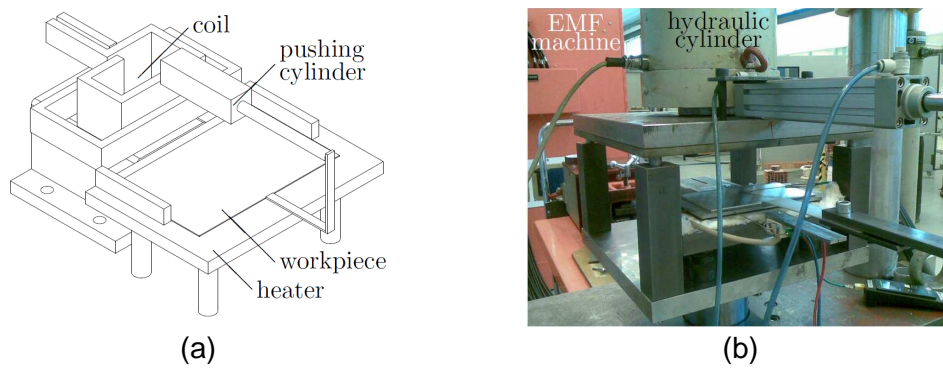 coil
pushing
cylinder
workpiece
heater
(a)
EMF
machine
hydraulic
cylinder
(b)